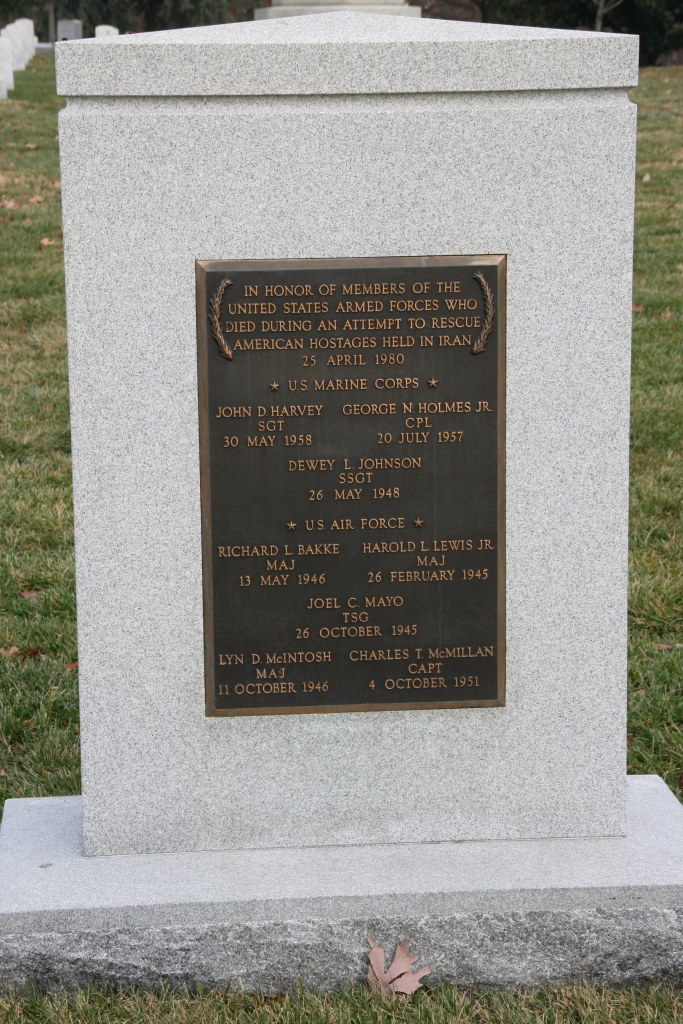 IN HONOR OF MEMBERS OF THE
UNITED STATES ARMED FORCES WHO
DIED DURING AN ATTEMPT TO RESCUE
AMERICAN HOSTAGES HELD IN IRAN
25 APRIL 1980
★ U.S. MARINE CORPS ★
JOHN D. HARVEY GEORGE N. HOLMES JR.
SGT CPL
30 MAY 1958 20 JULY 1957
DEWEY L. JOHNSON
SSGT
26 MAY 1948
★ U.S. AIR FORCE ★
RICHARD L. BAKKE HAROLD L. LEWIS JR.
MAJ MAJ
13 MAY 1946 26 FEBRUARY 1945
JOEL C. MAYO
TSG
26 OCTOBER 1945
LYN D. McINTOSH CHARLES T. McMILLAN
MAJ CAPT
11 OCTOBER 1946 4 OCTOBER 1951